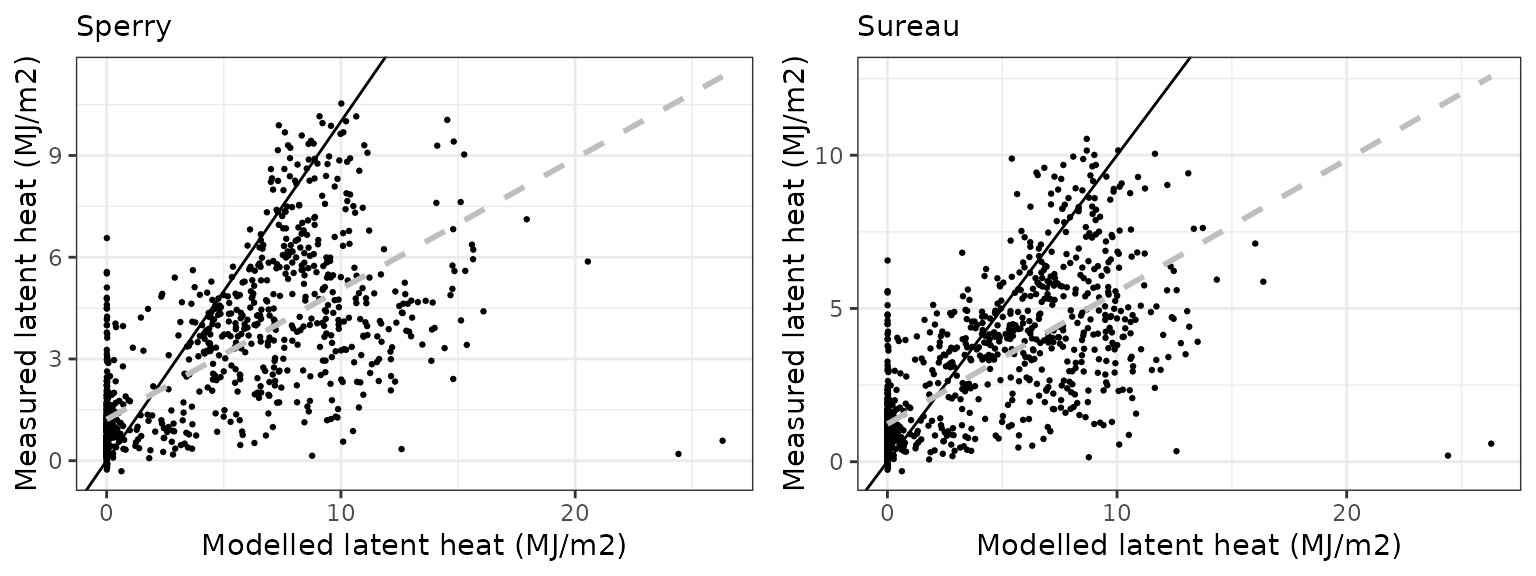 Sperry
Measured latent heat (MJ/m2)
9
6
3
0
0 10 20
Modelled latent heat (MJ/m2)
Sureau
Measured latent heat (MJ/m2)
10
5
0
0 10 20
Modelled latent heat (MJ/m2)